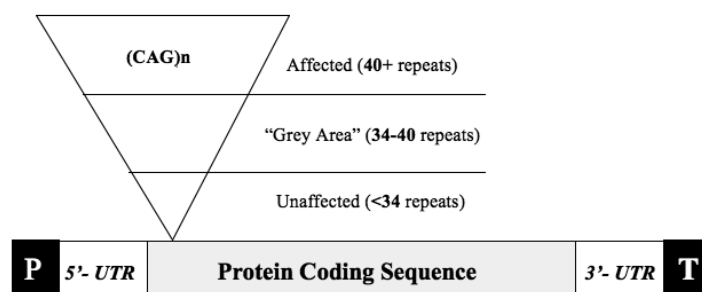 (CAG)n
Affected (40+ repeats)
“Grey Area” (34-40 repeats)
Unaffected (<34 repeats)
P 5’- UTR Protein Coding Sequence 3’- UTR T